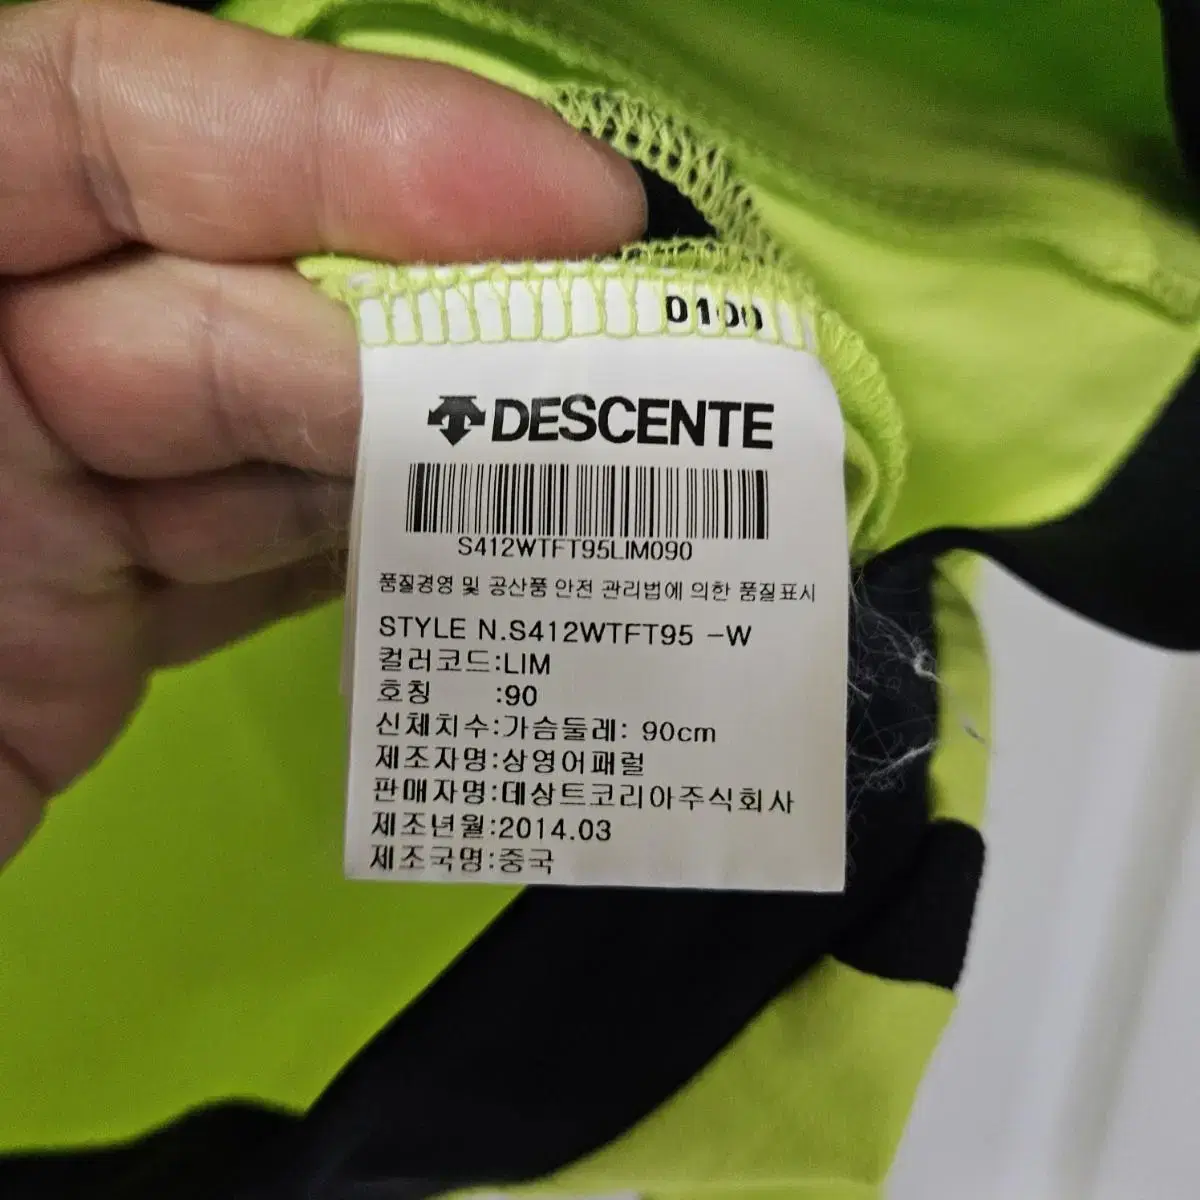 0100
DESCENTE
S412WTFT95LIM090
품질경영 및 공산품 안전 관리법에 의한 품질표시
STYLE N.S412WTFT95 -W
컬러코드:LIM
호칭 :90
신체치수:가슴둘레: 90cm
제조자명:상영어패럴
판매자명:데상트코리아주식회사
제조년월:2014.03
제조국명:중국